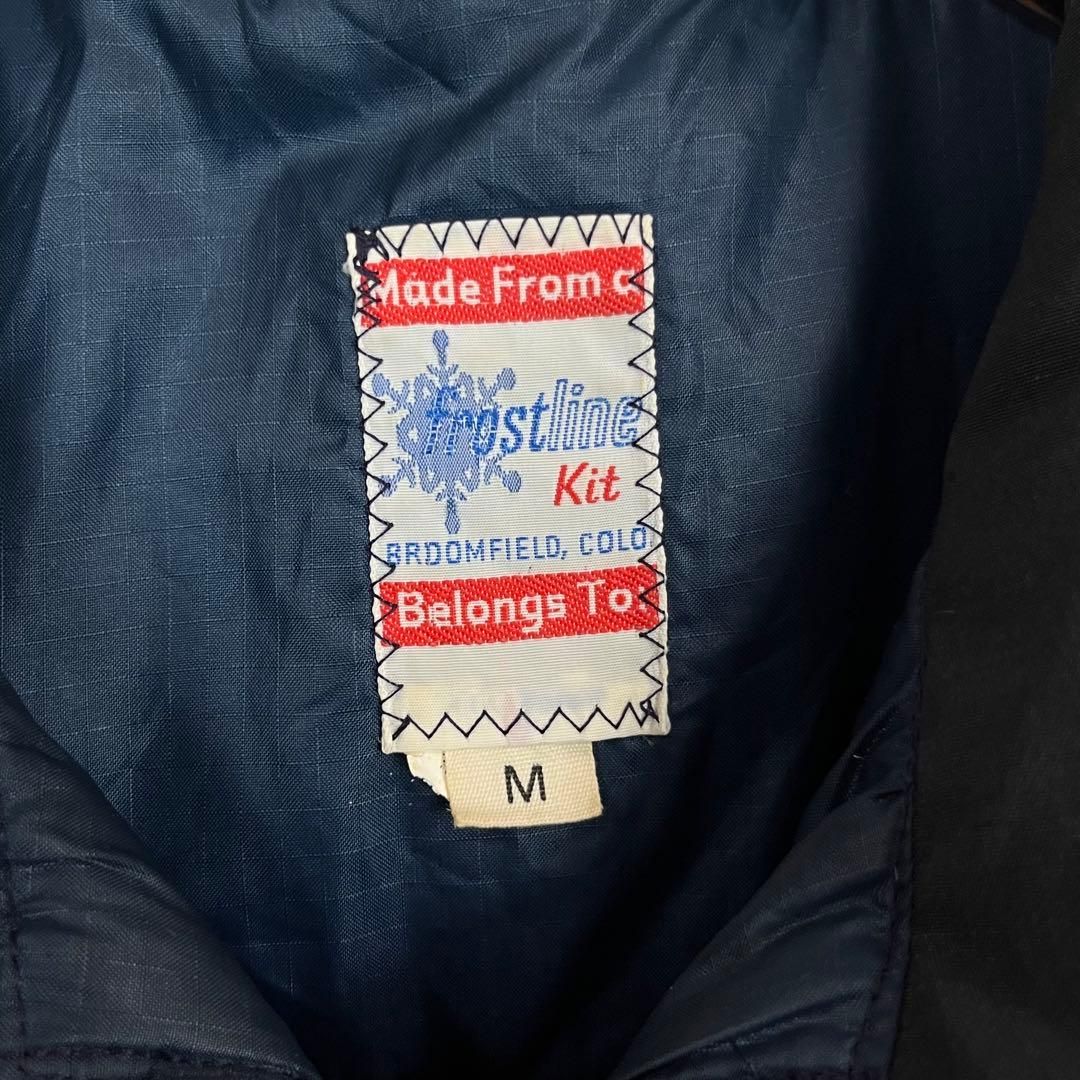 Made From a
frostline
Kit
BROOMFIELD, COLO
Belongs To:
M